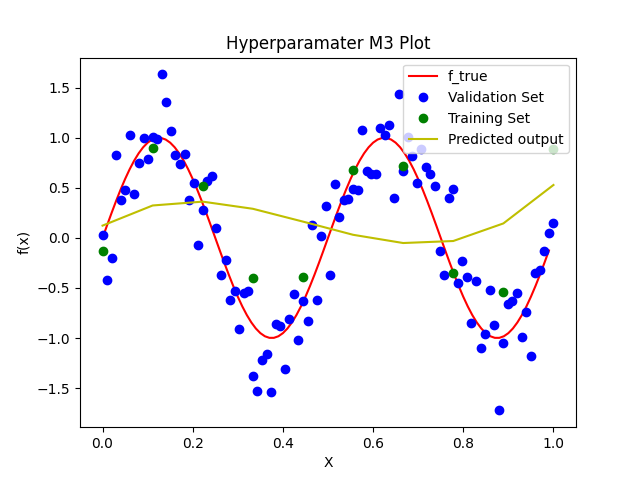 Hyperparamater M3 Plot
f_true
Validation Set
Training Set
Predicted output
f(x)
1.5
1.0
0.5
0.0
−0.5
−1.0
−1.5
0.0 0.2 0.4 0.6 0.8 1.0
X